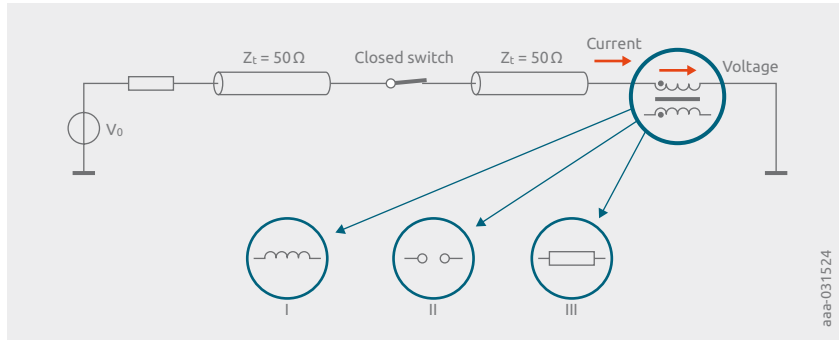 Zt = 50 Ω
Closed switch
Zt = 50 Ω
Current
Voltage
V0
I
II
III
aaa-031524